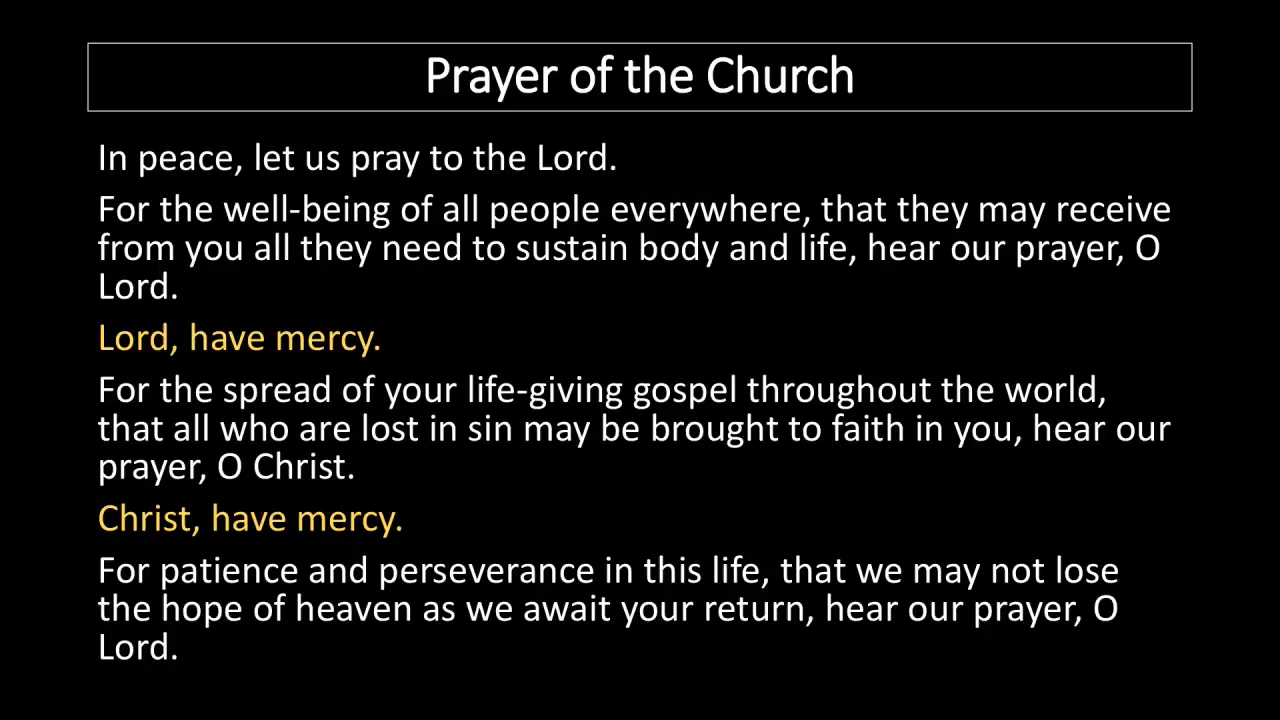 Prayer of the Church
In peace, let us pray to the Lord.
For the well-being of all people everywhere, that they may receive
from you all they need to sustain body and life, hear our prayer, O
Lord.
Lord, have mercy.
For the spread of your life-giving gospel throughout the world,
that all who are lost in sin may be brought to faith in you, hear our
prayer, O Christ.
Christ, have mercy.
For patience and perseverance in this life, that we may not lose
the hope of heaven as we await your return, hear our prayer, O
Lord.